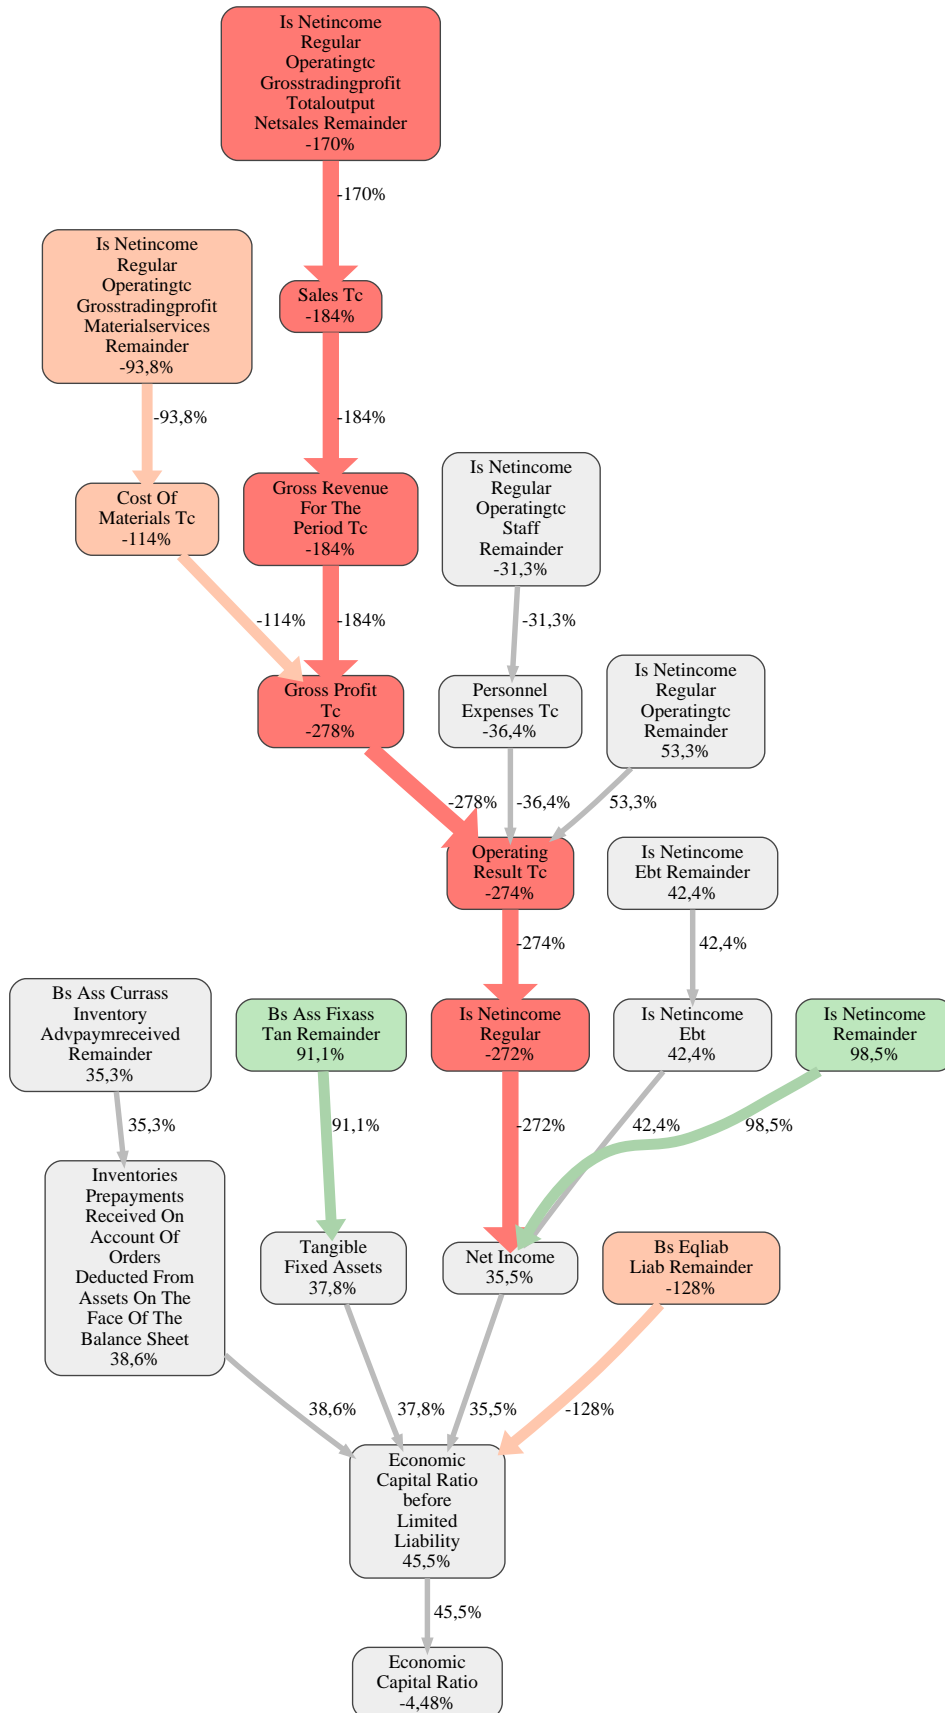 Is Netincome
Regular
Operatingtc
Grosstradingprofit
Totaloutput
Netsales Remainder
-170%
-170%
Is Netincome
Regular
Operatingtc
Grosstradingprofit
Materialservices
Remainder
-93,8%
Sales Tc
-184%
-93,8%
-184%
Cost Of
Materials Tc
-114%
Gross Revenue
For The
Period Tc
-184%
Is Netincome
Regular
Operatingtc
Staff
Remainder
-31,3%
-114%
-184%
-31,3%
Gross Profit
Tc
-278%
Personnel
Expenses Tc
-36,4%
Is Netincome
Regular
Operatingtc
Remainder
53,3%
-278%
-36,4%
53,3%
Operating
Result Tc
-274%
Is Netincome
Ebt Remainder
42,4%
-274%
42,4%
Bs Ass Currass
Inventory
Advpaymreceived
Remainder
35,3%
Bs Ass Fixass
Tan Remainder
91,1%
Is Netincome
Regular
-272%
Is Netincome
Ebt
42,4%
Is Netincome
Remainder
98,5%
35,3%
91,1%
-272%
42,4%
98,5%
Inventories
Prepayments
Received On
Account Of
Orders
Deducted From
Assets On The
Face Of The
Balance Sheet
38,6%
Tangible
Fixed Assets
37,8%
Net Income
35,5%
Bs Eqliab
Liab Remainder
-128%
38,6%
37,8%
35,5%
-128%
Economic
Capital Ratio
before
Limited
Liability
45,5%
45,5%
Economic
Capital Ratio
-4,48%